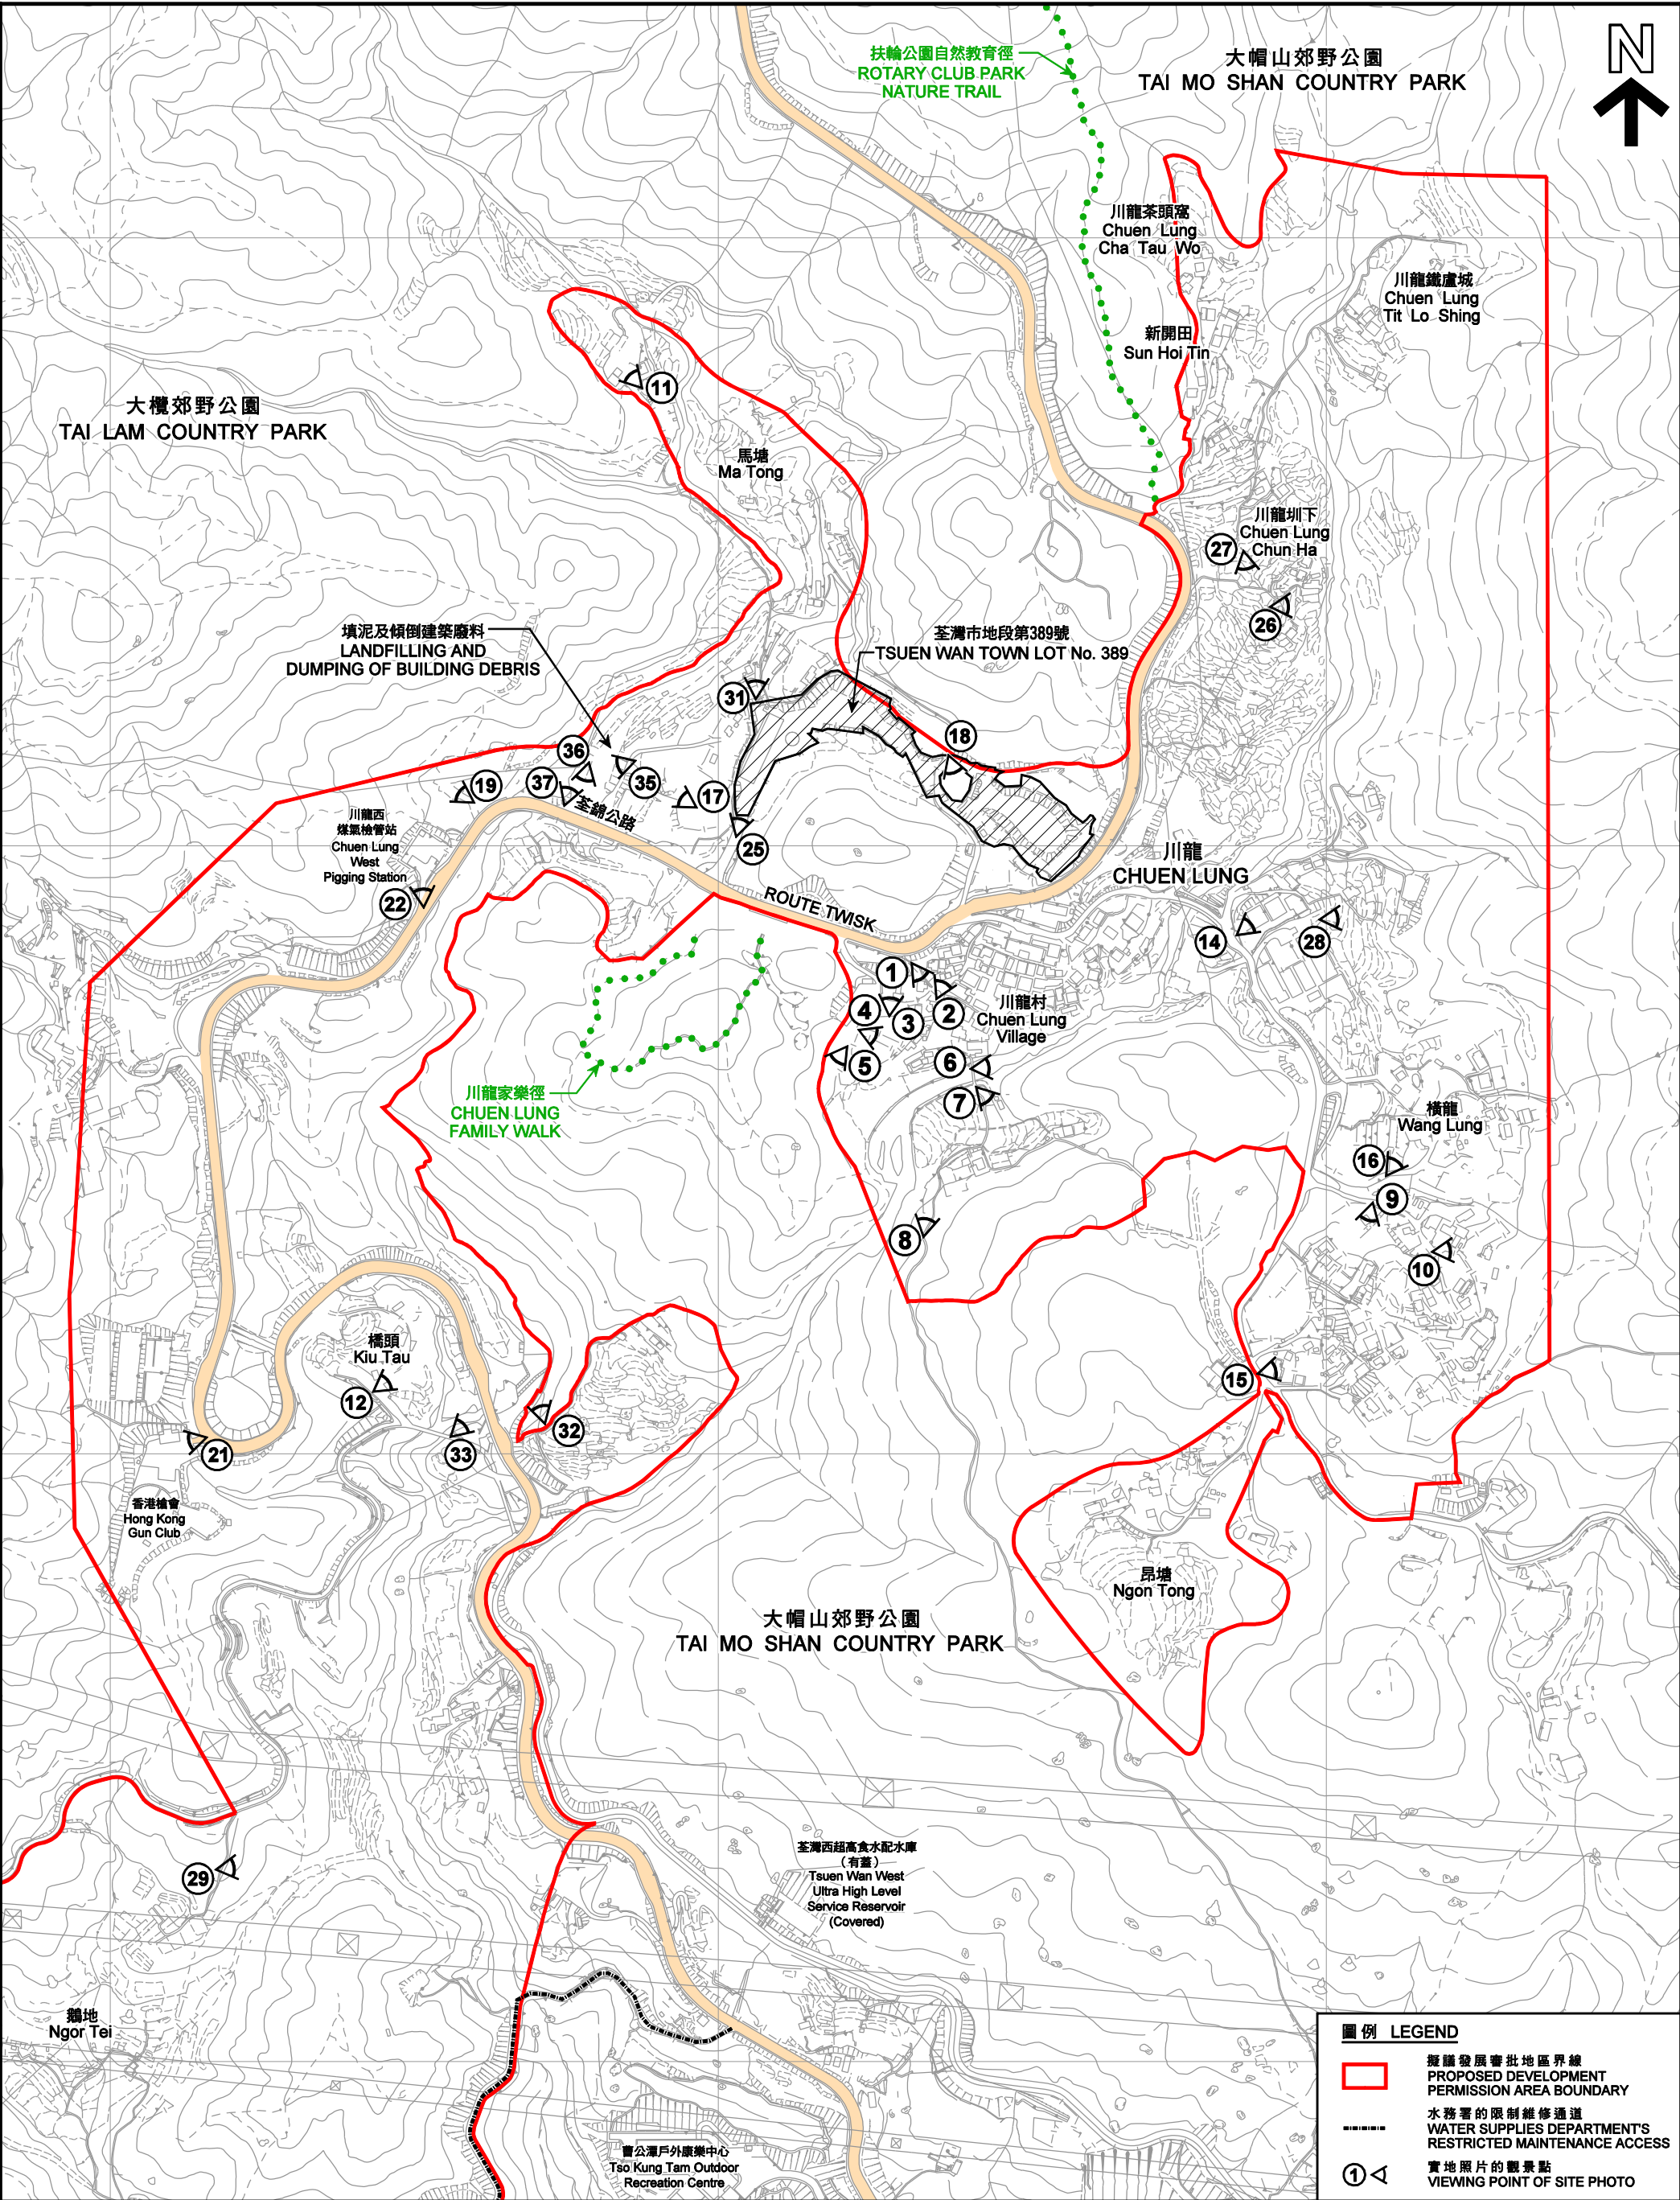 扶輪公園自然教育徑
ROTARY CLUB PARK
NATURE TRAIL
大帽山郊野公園
TAI MO SHAN COUNTRY PARK
N
川龍茶頭窩
Chuen Lung
Cha Tau Wo
川龍鐵廬城
Chuen Lung
Tit Lo Shing
新開田
Sun Hoi Tin
11
大欖郊野公園
TAI LAM COUNTRY PARK
馬塘
Ma Tong
川龍圳下
Chuen Lung
Chun Ha
27
26
填泥及傾倒建築廢料
LANDFILLING AND
DUMPING OF BUILDING DEBRIS
荃灣市地段第389號
TSUEN WAN TOWN LOT No. 389
31
18
36
19
37
35
17
荃錦公路
25
川龍西
煤氣檢管站
Chuen Lung
West
Pigging Station
22
ROUTE TWISK
川龍
CHUEN LUNG
14
28
1
2
4
3
川龍村
Chuen Lung
Village
5
6
7
川龍家樂徑
CHUEN LUNG
FAMILY WALK
橫龍
Wang Lung
16
9
8
10
橋頭
Kiu Tau
12
15
32
33
21
香港槍會
Hong Kong
Gun Club
昂塘
Ngon Tong
大帽山郊野公園
TAI MO SHAN COUNTRY PARK
29
荃灣西超高食水配水庫
（有蓋）
Tsuen Wan West
Ultra High Level
Service Reservoir
(Covered)
鵝地
Ngor Tei
曹公潭戶外康樂中心
Tso Kung Tam Outdoor
Recreation Centre
圖例 LEGEND
擬議發展審批地區界線
PROPOSED DEVELOPMENT
PERMISSION AREA BOUNDARY
水務署的限制維修通道
WATER SUPPLIES DEPARTMENT'S
RESTRICTED MAINTENANCE ACCESS
1
實地照片的觀景點
VIEWING POINT OF SITE PHOTO